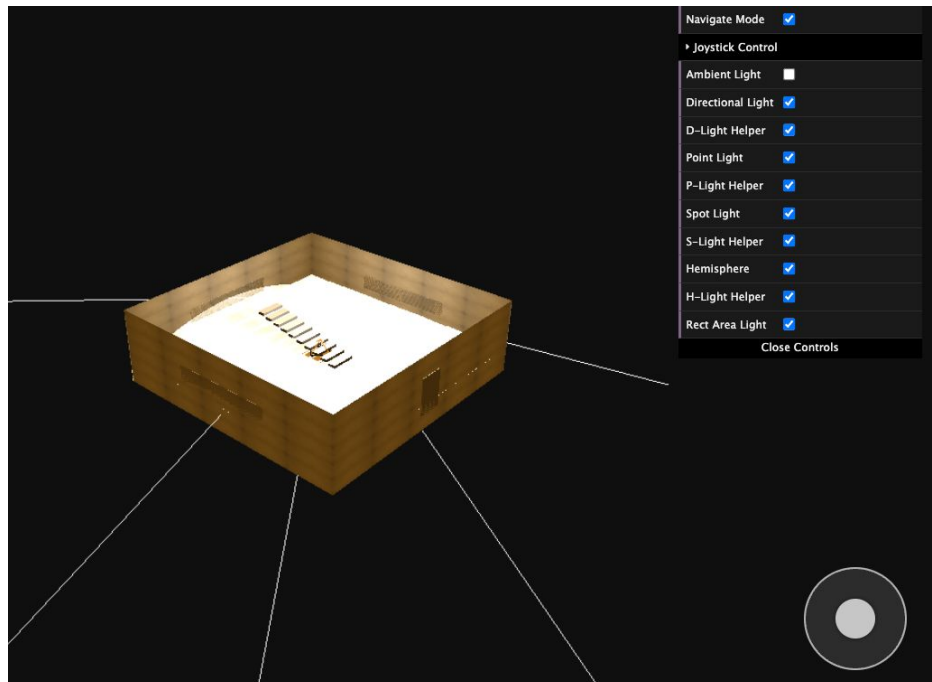 Navigate Mode
Joystick Control
Ambient Light
Directional Light
D-Light Helper
Point Light
P-Light Helper
Spot Light
S-Light Helper
Hemisphere
H-Light Helper
Rect Area Light
Close Controls